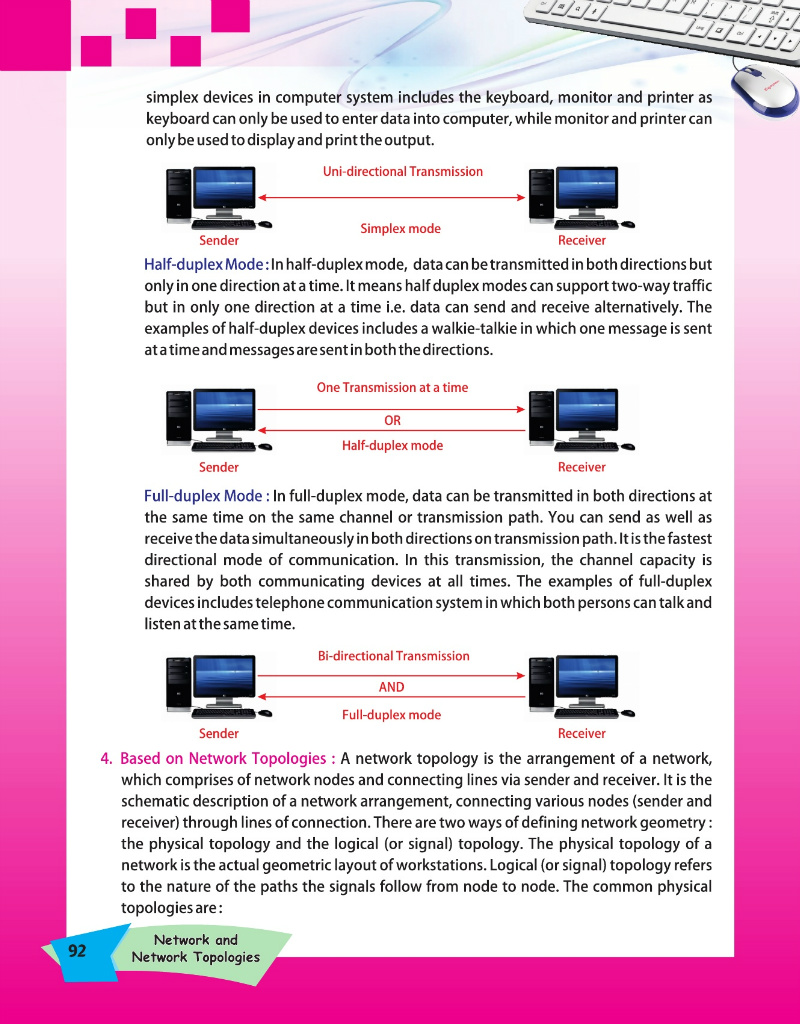 simplex devices in computer system includes the keyboard, monitor and printer as
keyboard can only be used to enter data into computer, while monitor and printer can
only be used to display and print the output.
Uni-directional Transmission
Simplex mode
Sender
Receiver
Half-duplex Mode : In half-duplex mode, data can be transmitted in both directions but
only in one direction at a time. It means half duplex modes can support two-way traffic
but in only one direction at a time i.e. data can send and receive alternatively. The
examples of half-duplex devices includes a walkie-talkie in which one message is sent
at a time and messages are sent in both the directions.
One Transmission at a time
OR
Half-duplex mode
Sender
Receiver
Full-duplex Mode : In full-duplex mode, data can be transmitted in both directions at
the same time on the same channel or transmission path. You can send as well as
receive the data simultaneously in both directions on transmission path. It is the fastest
directional mode of communication. In this transmission, the channel capacity is
shared by both communicating devices at all times. The examples of full-duplex
devices includes telephone communication system in which both persons can talk and
listen at the same time.
Bi-directional Transmission
AND
Full-duplex mode
Sender
Receiver
4. Based on Network Topologies : A network topology is the arrangement of a network,
which comprises of network nodes and connecting lines via sender and receiver. It is the
schematic description of a network arrangement, connecting various nodes (sender and
receiver) through lines of connection. There are two ways of defining network geometry :
the physical topology and the logical (or signal) topology. The physical topology of a
network is the actual geometric layout of workstations. Logical (or signal) topology refers
to the nature of the paths the signals follow from node to node. The common physical
topologies are :
92
Network and
Network Topologies